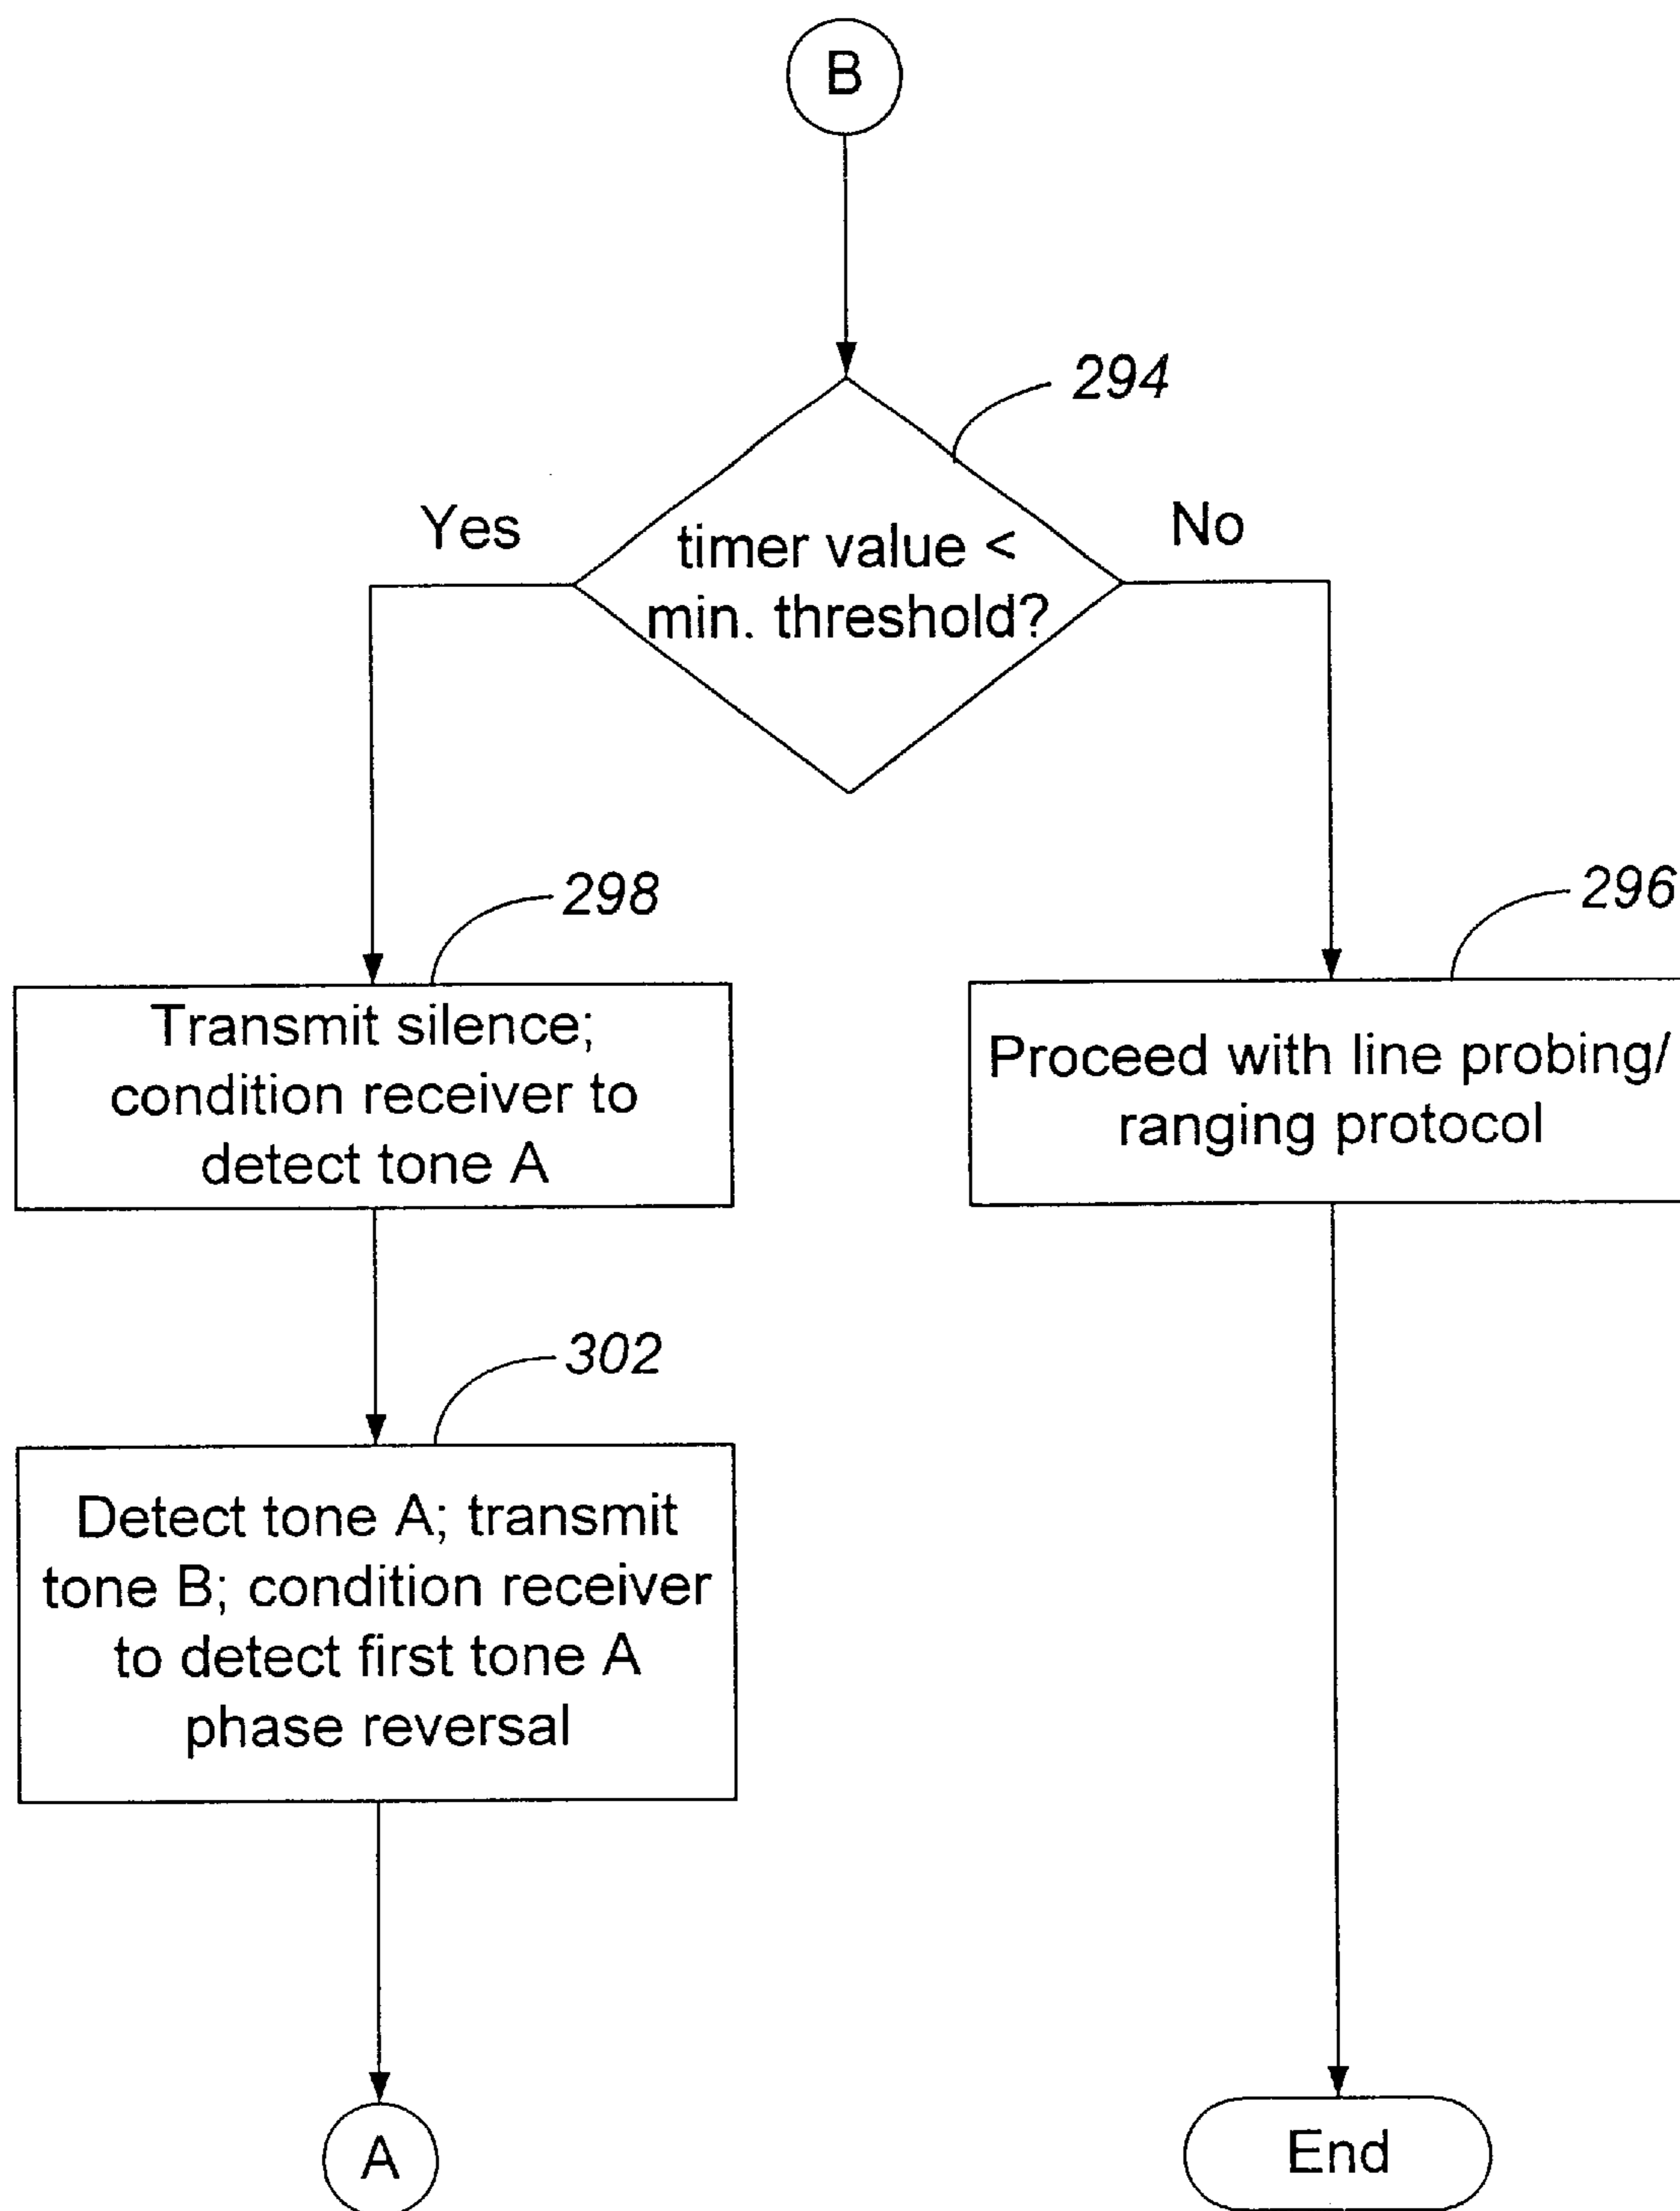 B
294
Yes
No
timer value <
min. threshold?
298
296
Transmit silence;
condition receiver to
detect tone A
Proceed with line probing/
ranging protocol
302
Detect tone A; transmit
tone B; condition receiver
to detect first tone A
phase reversal
A
End